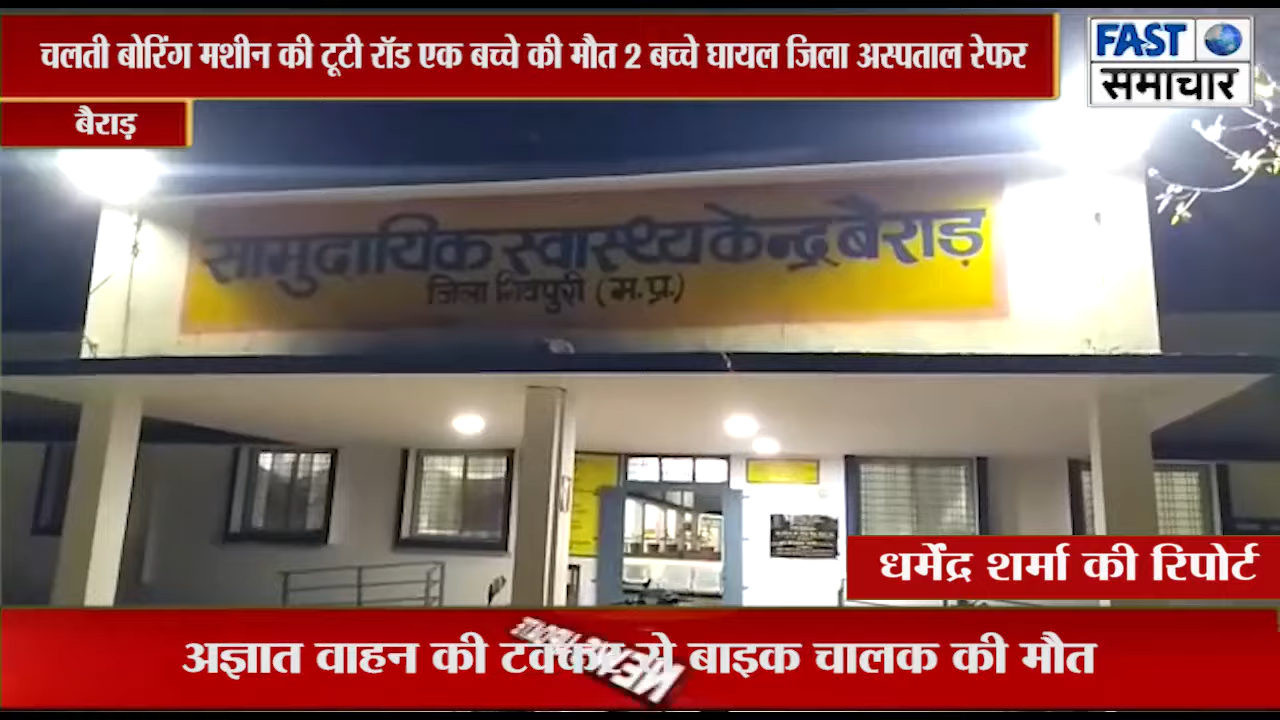 चलती बोरिंग मशीन की टूटी रॉड एक बच्चे की मौत 2 बच्चे घायल जिला अस्पताल रेफर
FAST
समाचार
बैराड़
सामुदायिक स्वास्थ्य केन्द्र बैराड़
जिला शिवपुरी (म.प्र.)
धर्मेंद्र शर्मा की रिपोर्ट
अज्ञात वाहन की टक्कर से बाइक चालक की मौत